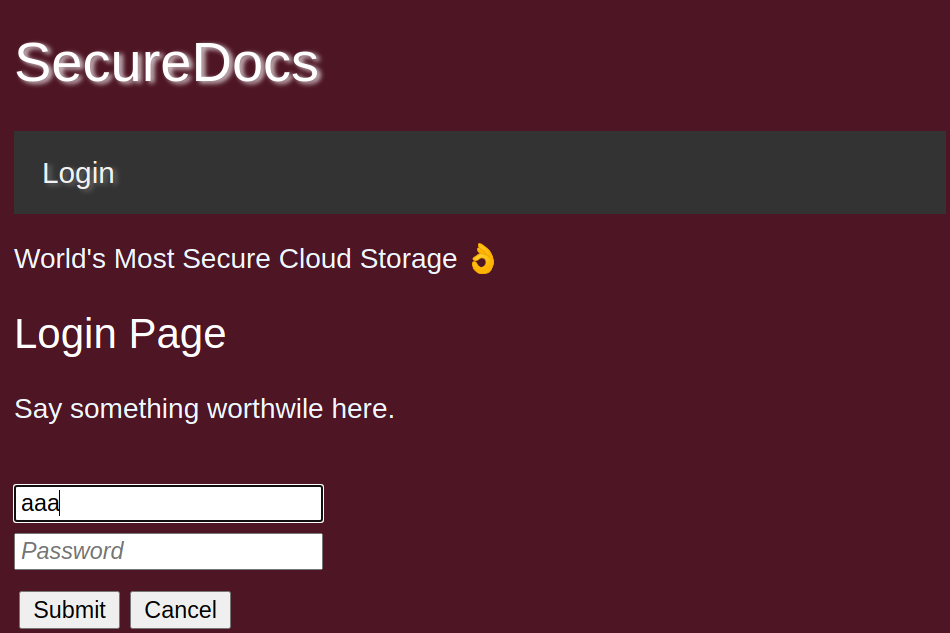 SecureDocs
Login
World's Most Secure Cloud Storage 👌
Login Page
Say something worthwile here.
aaa
Password
Submit Cancel